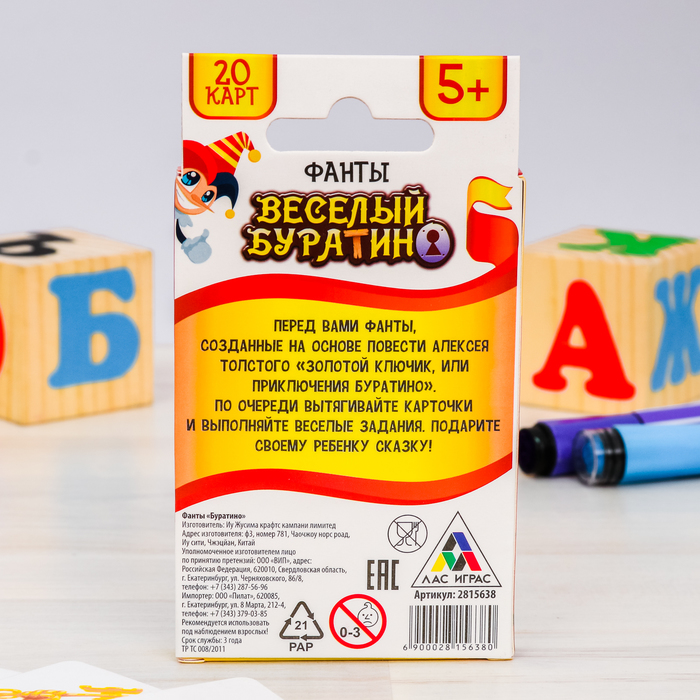 20
КАРТ
5+
ФАНТЫ
ВЕСЕЛЫЙ
БУРАТИНО
ПЕРЕД ВАМИ ФАНТЫ,
СОЗДАННЫЕ НА ОСНОВЕ ПОВЕСТИ АЛЕКСЕЯ
ТОЛСТОГО «ЗОЛОТОЙ КЛЮЧИК, ИЛИ
ПРИКЛЮЧЕНИЯ БУРАТИНО».
ПО ОЧЕРЕДИ ВЫТЯГИВАЙТЕ КАРТОЧКИ
И ВЫПОЛНЯЙТЕ ВЕСЕЛЫЕ ЗАДАНИЯ. ПОДАРИТЕ
СВОЕМУ РЕБЕНКУ СКАЗКУ!
Ъ
Б
А
Ж
Фанты «Буратино»
Изготовитель: Иу Жусима крафтс кампани лимитед
Адрес изготовителя: ф3, номер 781, Чаочжоу норс роад,
Иу сити, Чжэцйан, Китай
Уполномоченное изготовителем лицо
по принятию претензий: ООО «ВИП», адрес:
Российская Федерация, 620010, Свердловская область,
г. Екатеринбург, ул. Черняховского, 86/8,
телефон: +7 (343) 287-56-96
Импортер: ООО «Пилат», 620085,
г. Екатеринбург, ул. 8 Марта, 212-4,
телефон: +7 (343) 379-03-85
Рекомендуется использовать
под наблюдением взрослых!
Срок службы: 3 года
ТР ТС 008/2011
ЕАС
ЛАС ИГРАС
Артикул: 2815638
21
PAP
0-3
6 900028 156380